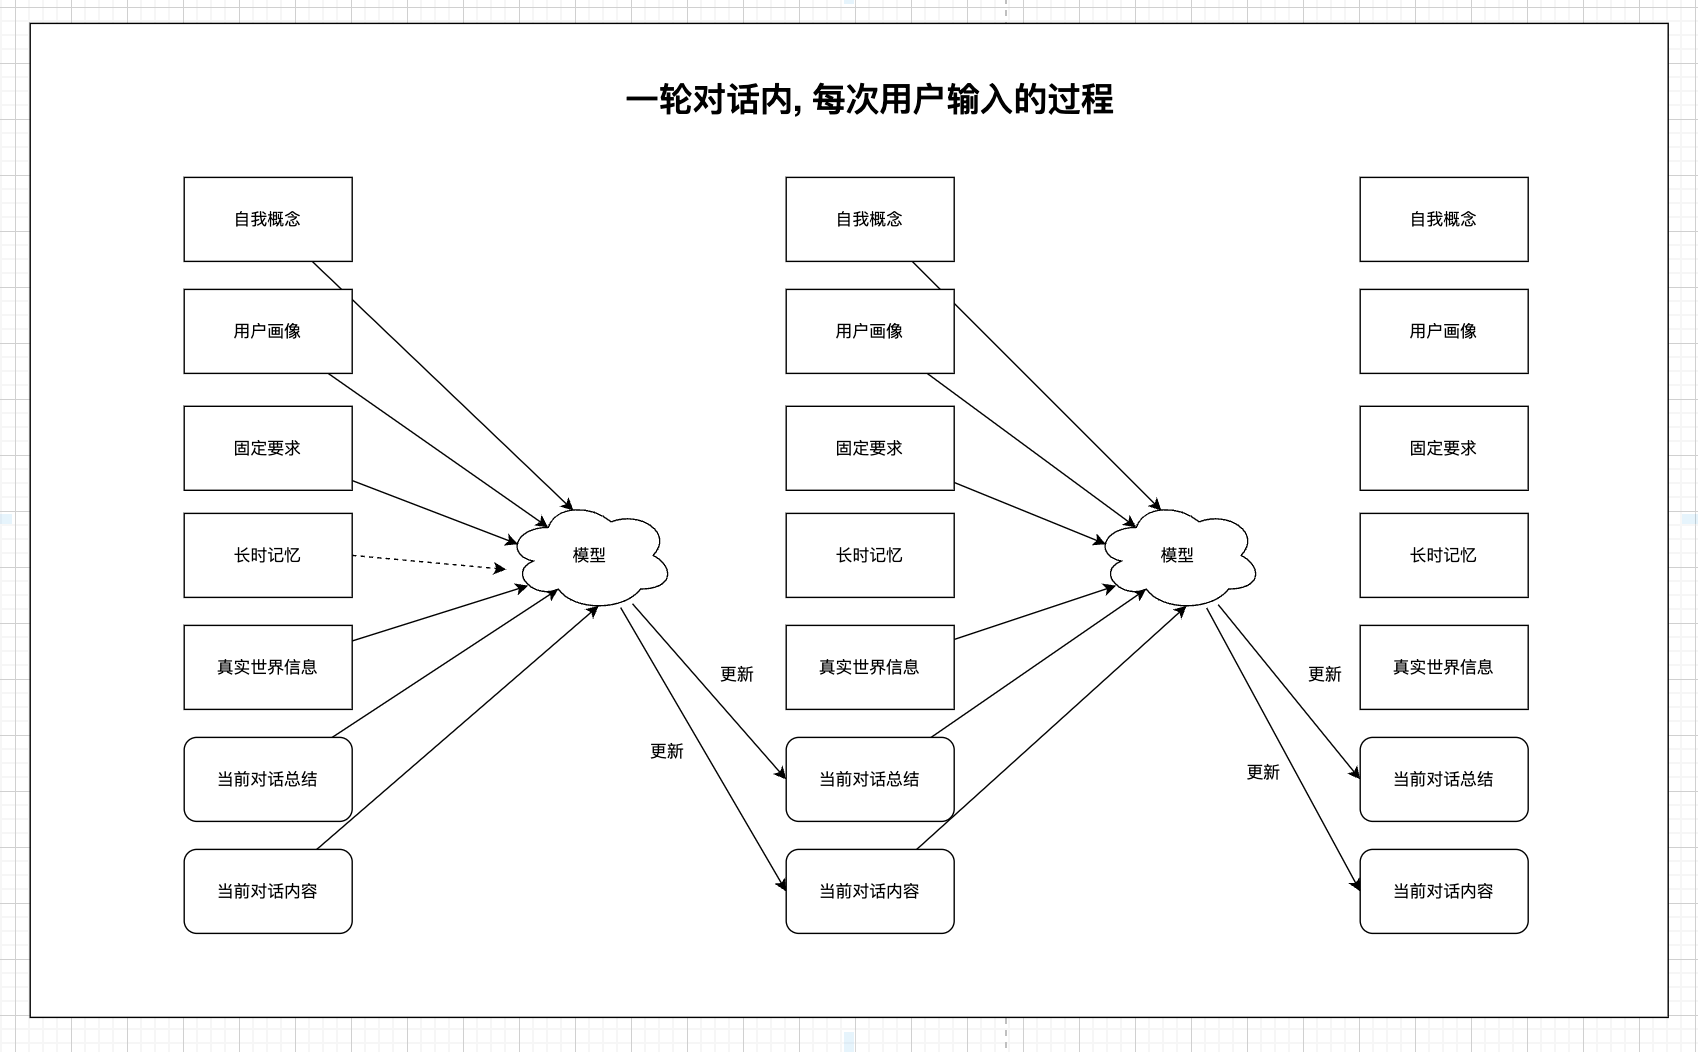 一轮对话内, 每次用户输入的过程
自我概念
用户画像
固定要求
长时记忆
真实世界信息
当前对话总结
当前对话内容
模型
更新
更新
自我概念
用户画像
固定要求
长时记忆
真实世界信息
当前对话总结
当前对话内容
模型
更新
更新
自我概念
用户画像
固定要求
长时记忆
真实世界信息
当前对话总结
当前对话内容